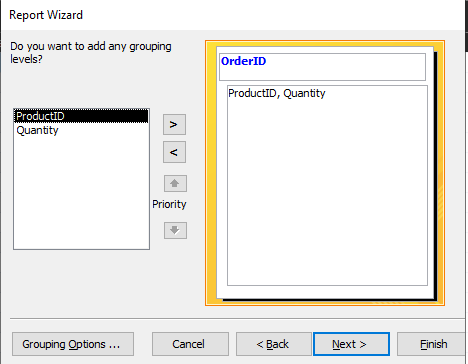 Report Wizard
Do you want to add any grouping
levels?
ProductID
Quantity
>
<
Priority
OrderID
ProductID, Quantity
Grouping Options ...
Cancel
< Back
Next >
Finish